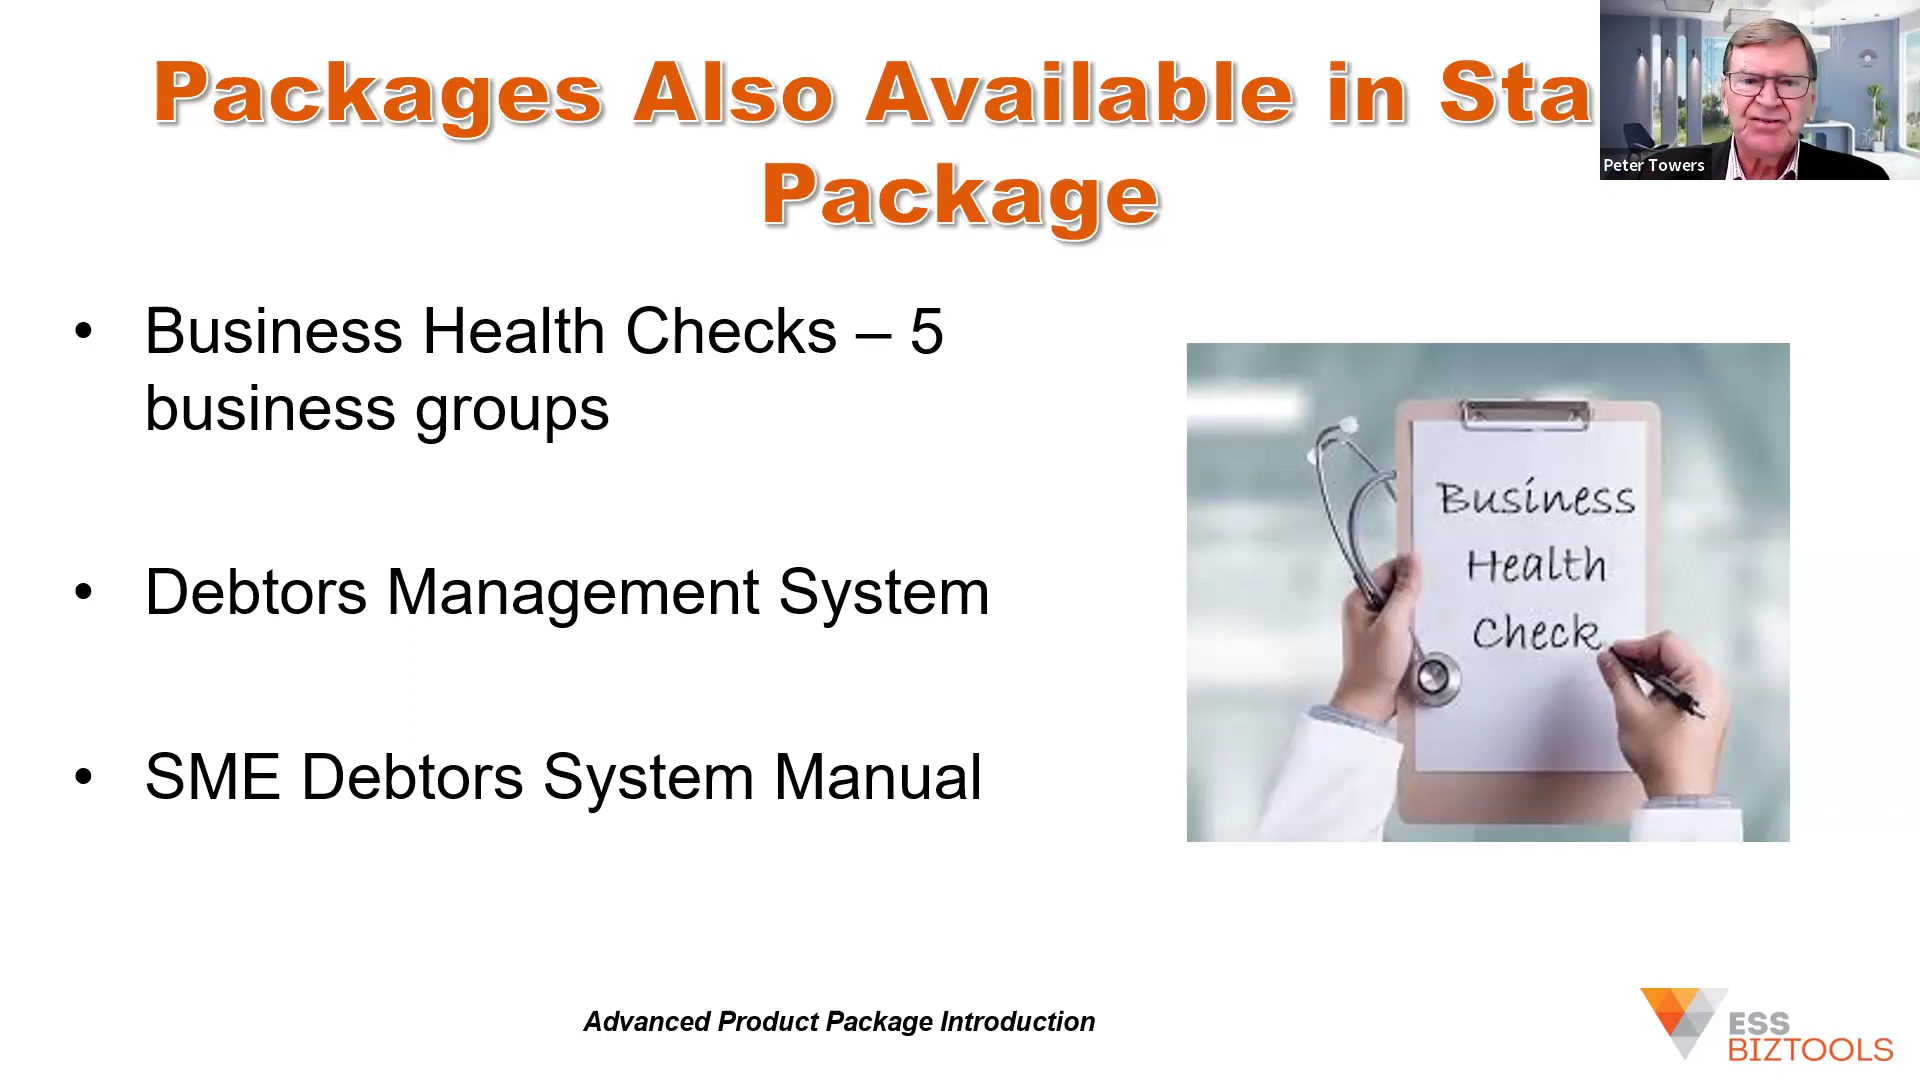 Packages Also Available in Sta
Package
Peter Towers
• Business Health Checks – 5
business groups
• Debtors Management System
• SME Debtors System Manual
Business
Health
Check
Advanced Product Package Introduction
ESS
BIZTOOLS